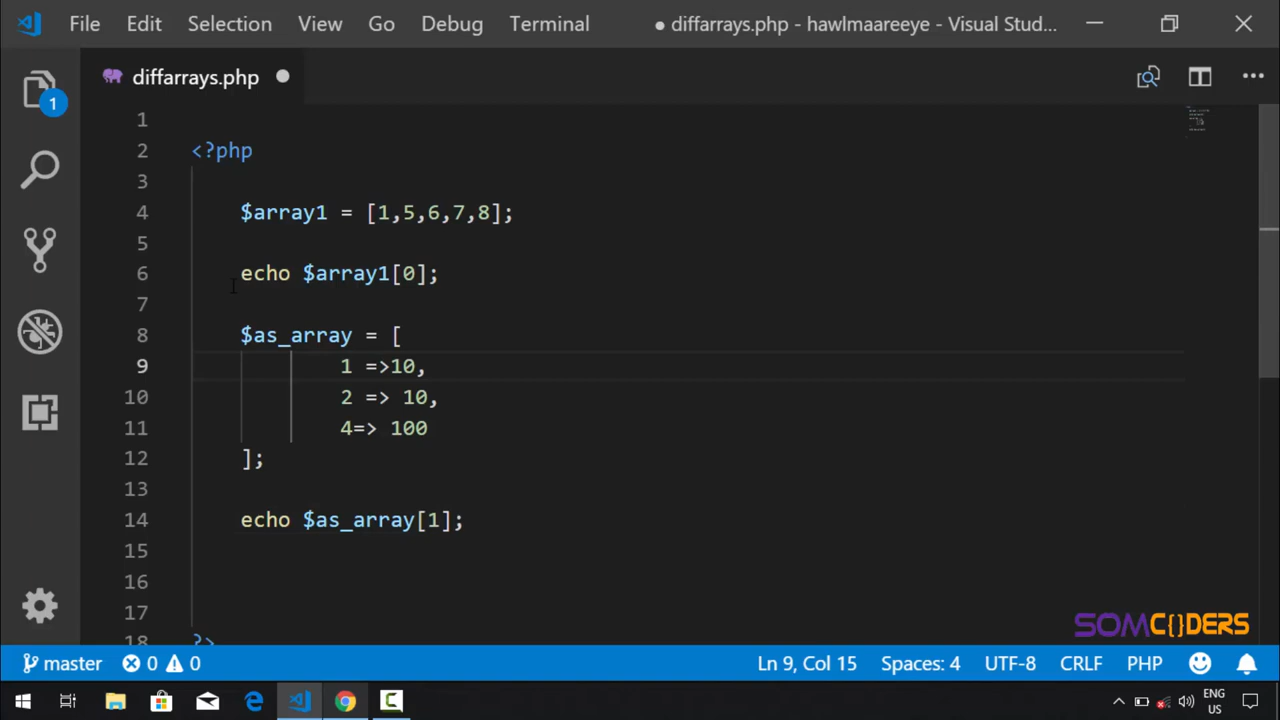 File Edit Selection View Go Debug Terminal ● diffarrays.php - hawlmaareeye - Visual Stud...
diffarrays.php
1
1
2 <?php
3
4 $array1 = [1,5,6,7,8];
5
6 echo $array1[0];
7
8 $as_array = [
9 1 =>10,
10 2 => 10,
11 4=> 100
12 ];
13
14 echo $as_array[1];
15
16
17
18 ?>
SOMC{}DERS
master 0 0 Ln 9, Col 15 Spaces: 4 UTF-8 CRLF PHP
ENG
US